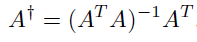 A† = (AᵀA)⁻¹Aᵀ